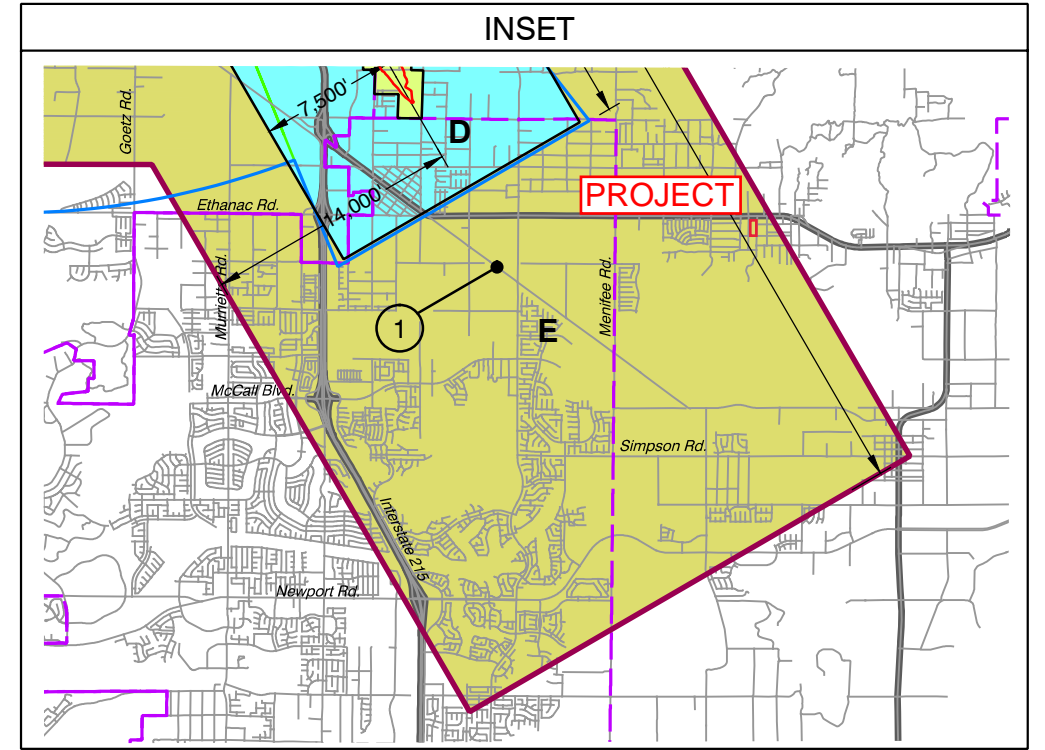 INSET
Goetz Rd.
7,500'
D
PROJECT
Ethanac Rd.
14,000'
Murrieta Rd.
Menifee Rd.
1
E
McCall Blvd.
Simpson Rd.
Interstate 215
Newport Rd.